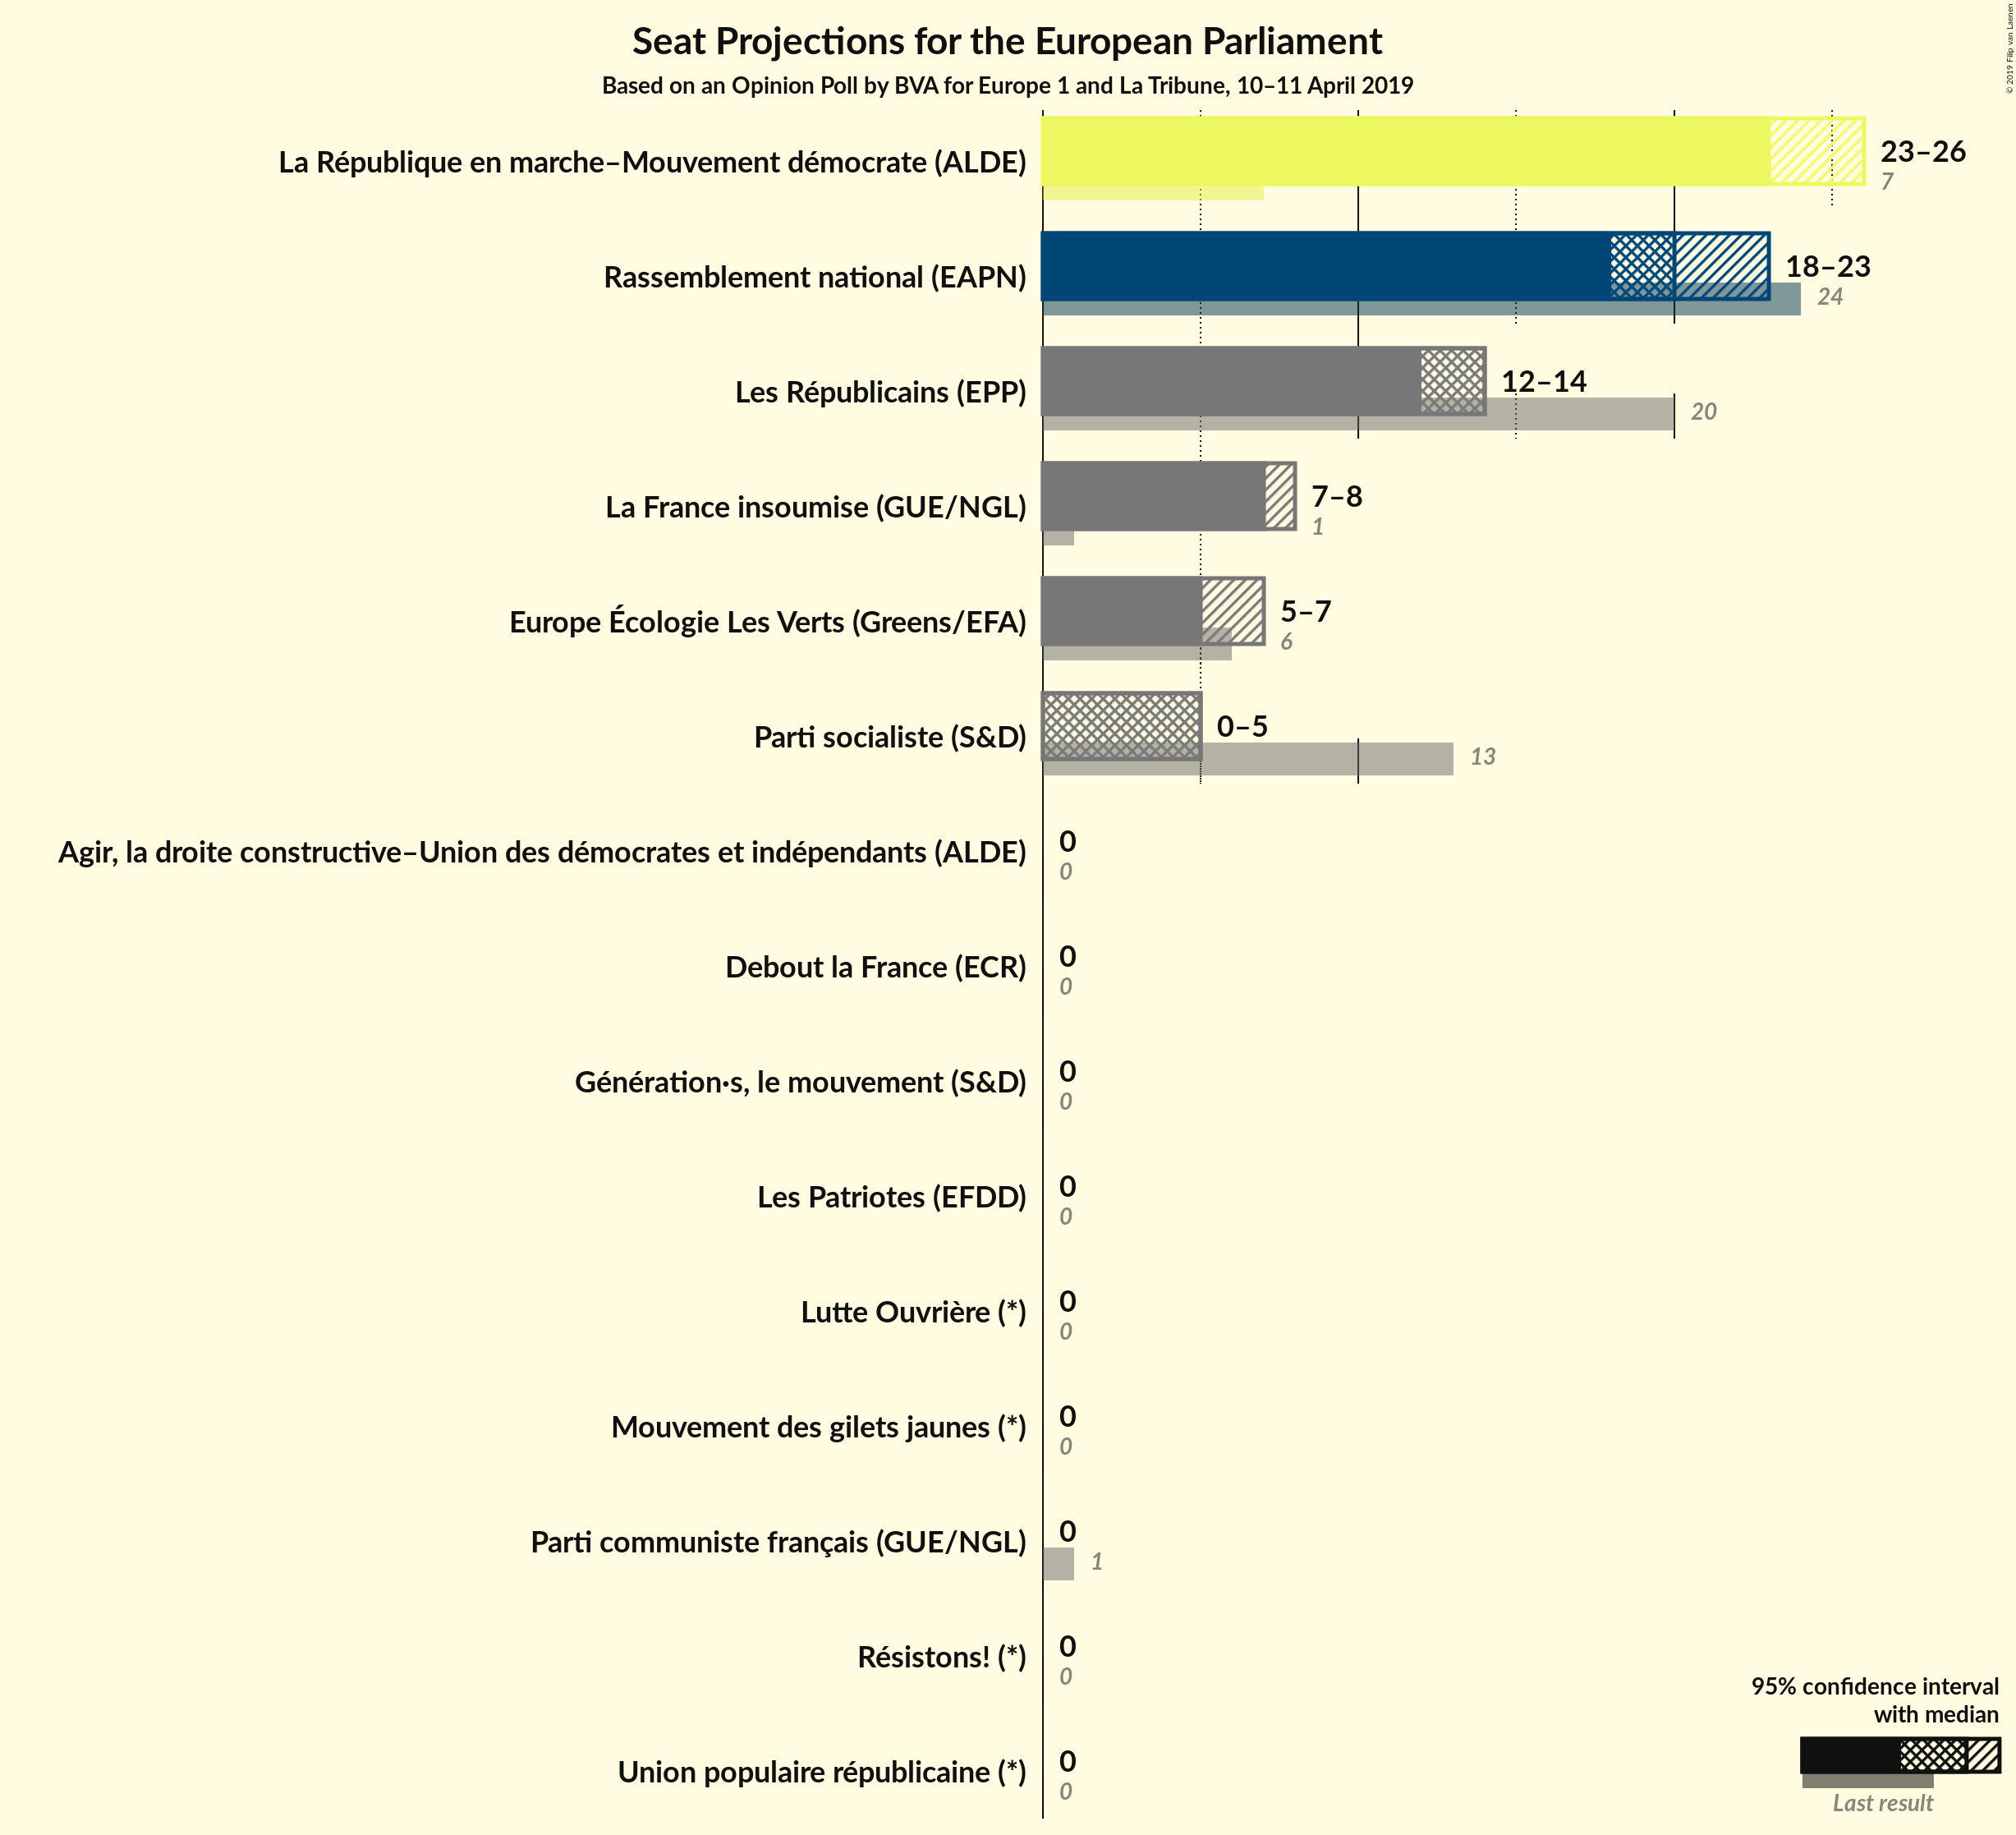 Seat Projections for the European Parliament
Based on an Opinion Poll by BVA for Europe 1 and La Tribune, 10–11 April 2019
© 2019 Filip van Laenen
La République en marche–Mouvement démocrate (ALDE)
23–26
7
Rassemblement national (EAPN)
18–23
24
Les Républicains (EPP)
12–14
20
La France insoumise (GUE/NGL)
7–8
1
Europe Écologie Les Verts (Greens/EFA)
5–7
6
Parti socialiste (S&D)
0–5
13
Agir, la droite constructive–Union des démocrates et indépendants (ALDE)
0
0
Debout la France (ECR)
0
0
Génération·s, le mouvement (S&D)
0
0
Les Patriotes (EFDD)
0
0
Lutte Ouvrière (*)
0
0
Mouvement des gilets jaunes (*)
0
0
Parti communiste français (GUE/NGL)
0
1
Résistons! (*)
0
0
Union populaire républicaine (*)
0
0
95% confidence interval
with median
Last result